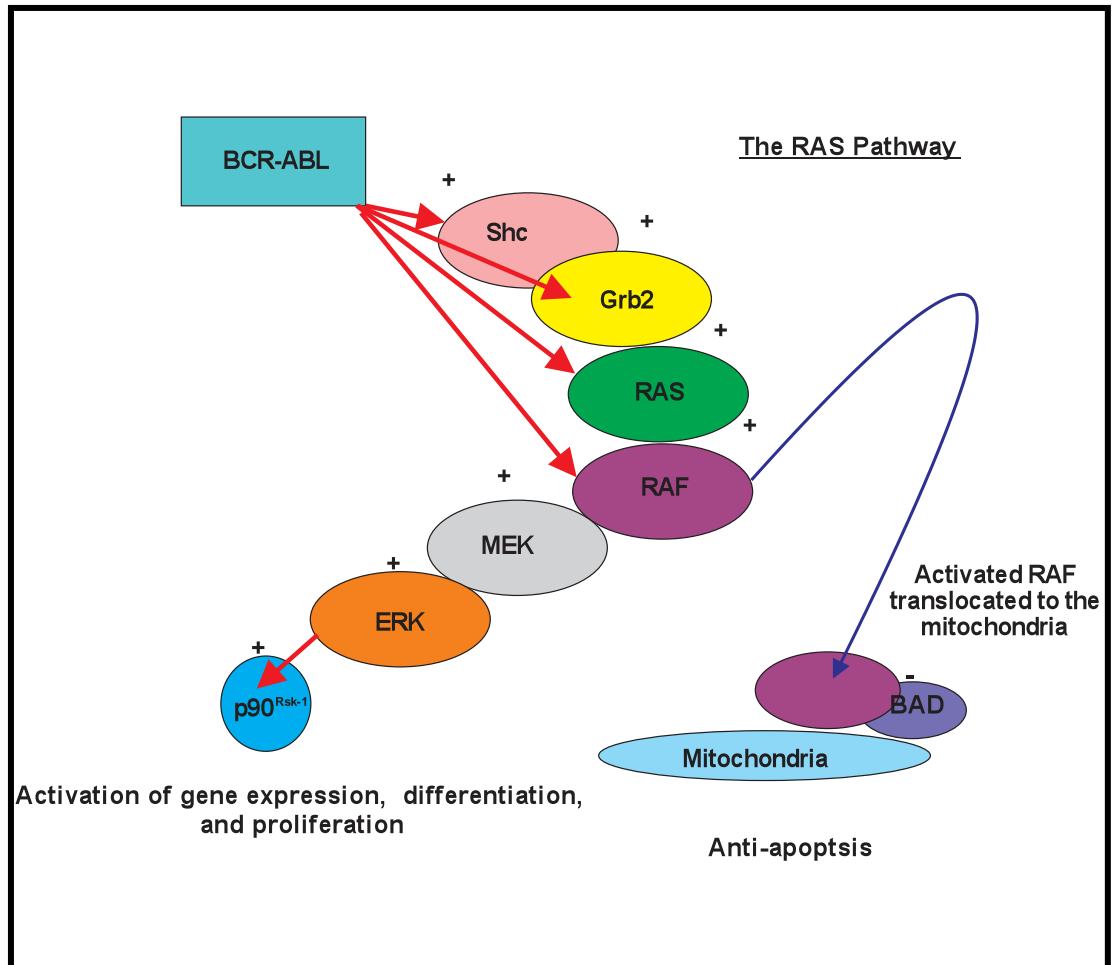 The RAS Pathway
BCR-ABL
+
Shc
+
Grb2
+
RAS
+
RAF
+
MEK
+
ERK
+
p90Rsk-1
Activated RAF
translocated to the
mitochondria
-
BAD
Mitochondria
Activation of gene expression, differentiation,
and proliferation
Anti-apoptsis